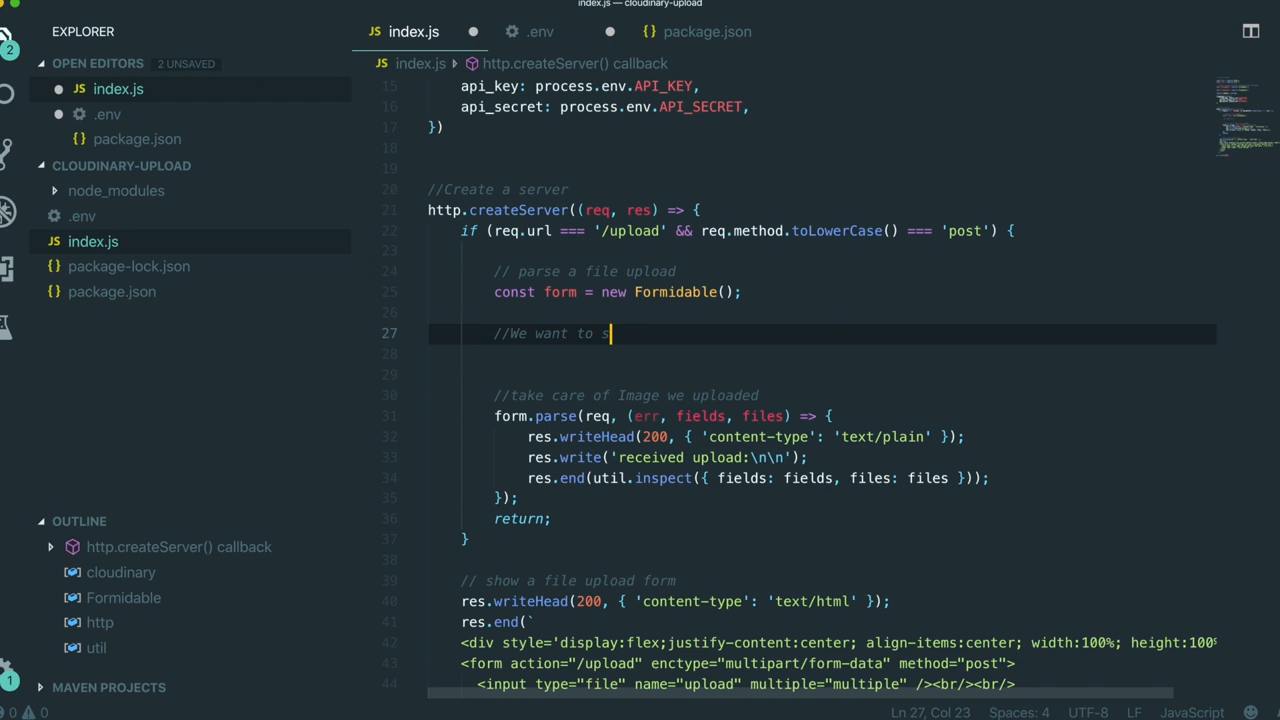 index.js — cloudinary-upload
EXPLORER
JS index.js
.env
{} package.json
2
OPEN EDITORS 2 UNSAVED
JS index.js
.env
{} package.json
CLOUDINARY-UPLOAD
node_modules
.env
JS index.js
{} package-lock.json
{} package.json
OUTLINE
http.createServer() callback
cloudinary
Formidable
http
util
MAVEN PROJECTS
1
JS index.js http.createServer() callback
15 api_key: process.env.API_KEY,
16 api_secret: process.env.API_SECRET,
17 })
18
19
20 //Create a server
21 http.createServer((req, res) => {
22 if (req.url === '/upload' && req.method.toLowerCase() === 'post') {
23
24 // parse a file upload
25 const form = new Formidable();
26
27 //We want to s
28
29
30 //take care of Image we uploaded
31 form.parse(req, (err, fields, files) => {
32 res.writeHead(200, { 'content-type': 'text/plain' });
33 res.write('received upload:\n\n');
34 res.end(util.inspect({ fields: fields, files: files }));
35 });
36 return;
37 }
38
39 // show a file upload form
40 res.writeHead(200, { 'content-type': 'text/html' });
41 res.end(`
42 <div style='display:flex;justify-content:center; align-items:center; width:100%; height:100%
43 <form action="/upload" enctype="multipart/form-data" method="post">
44 <input type="file" name="upload" multiple="multiple" /><br/><br/>
0 0 Ln 27, Col 23 Spaces: 4 UTF-8 LF JavaScript